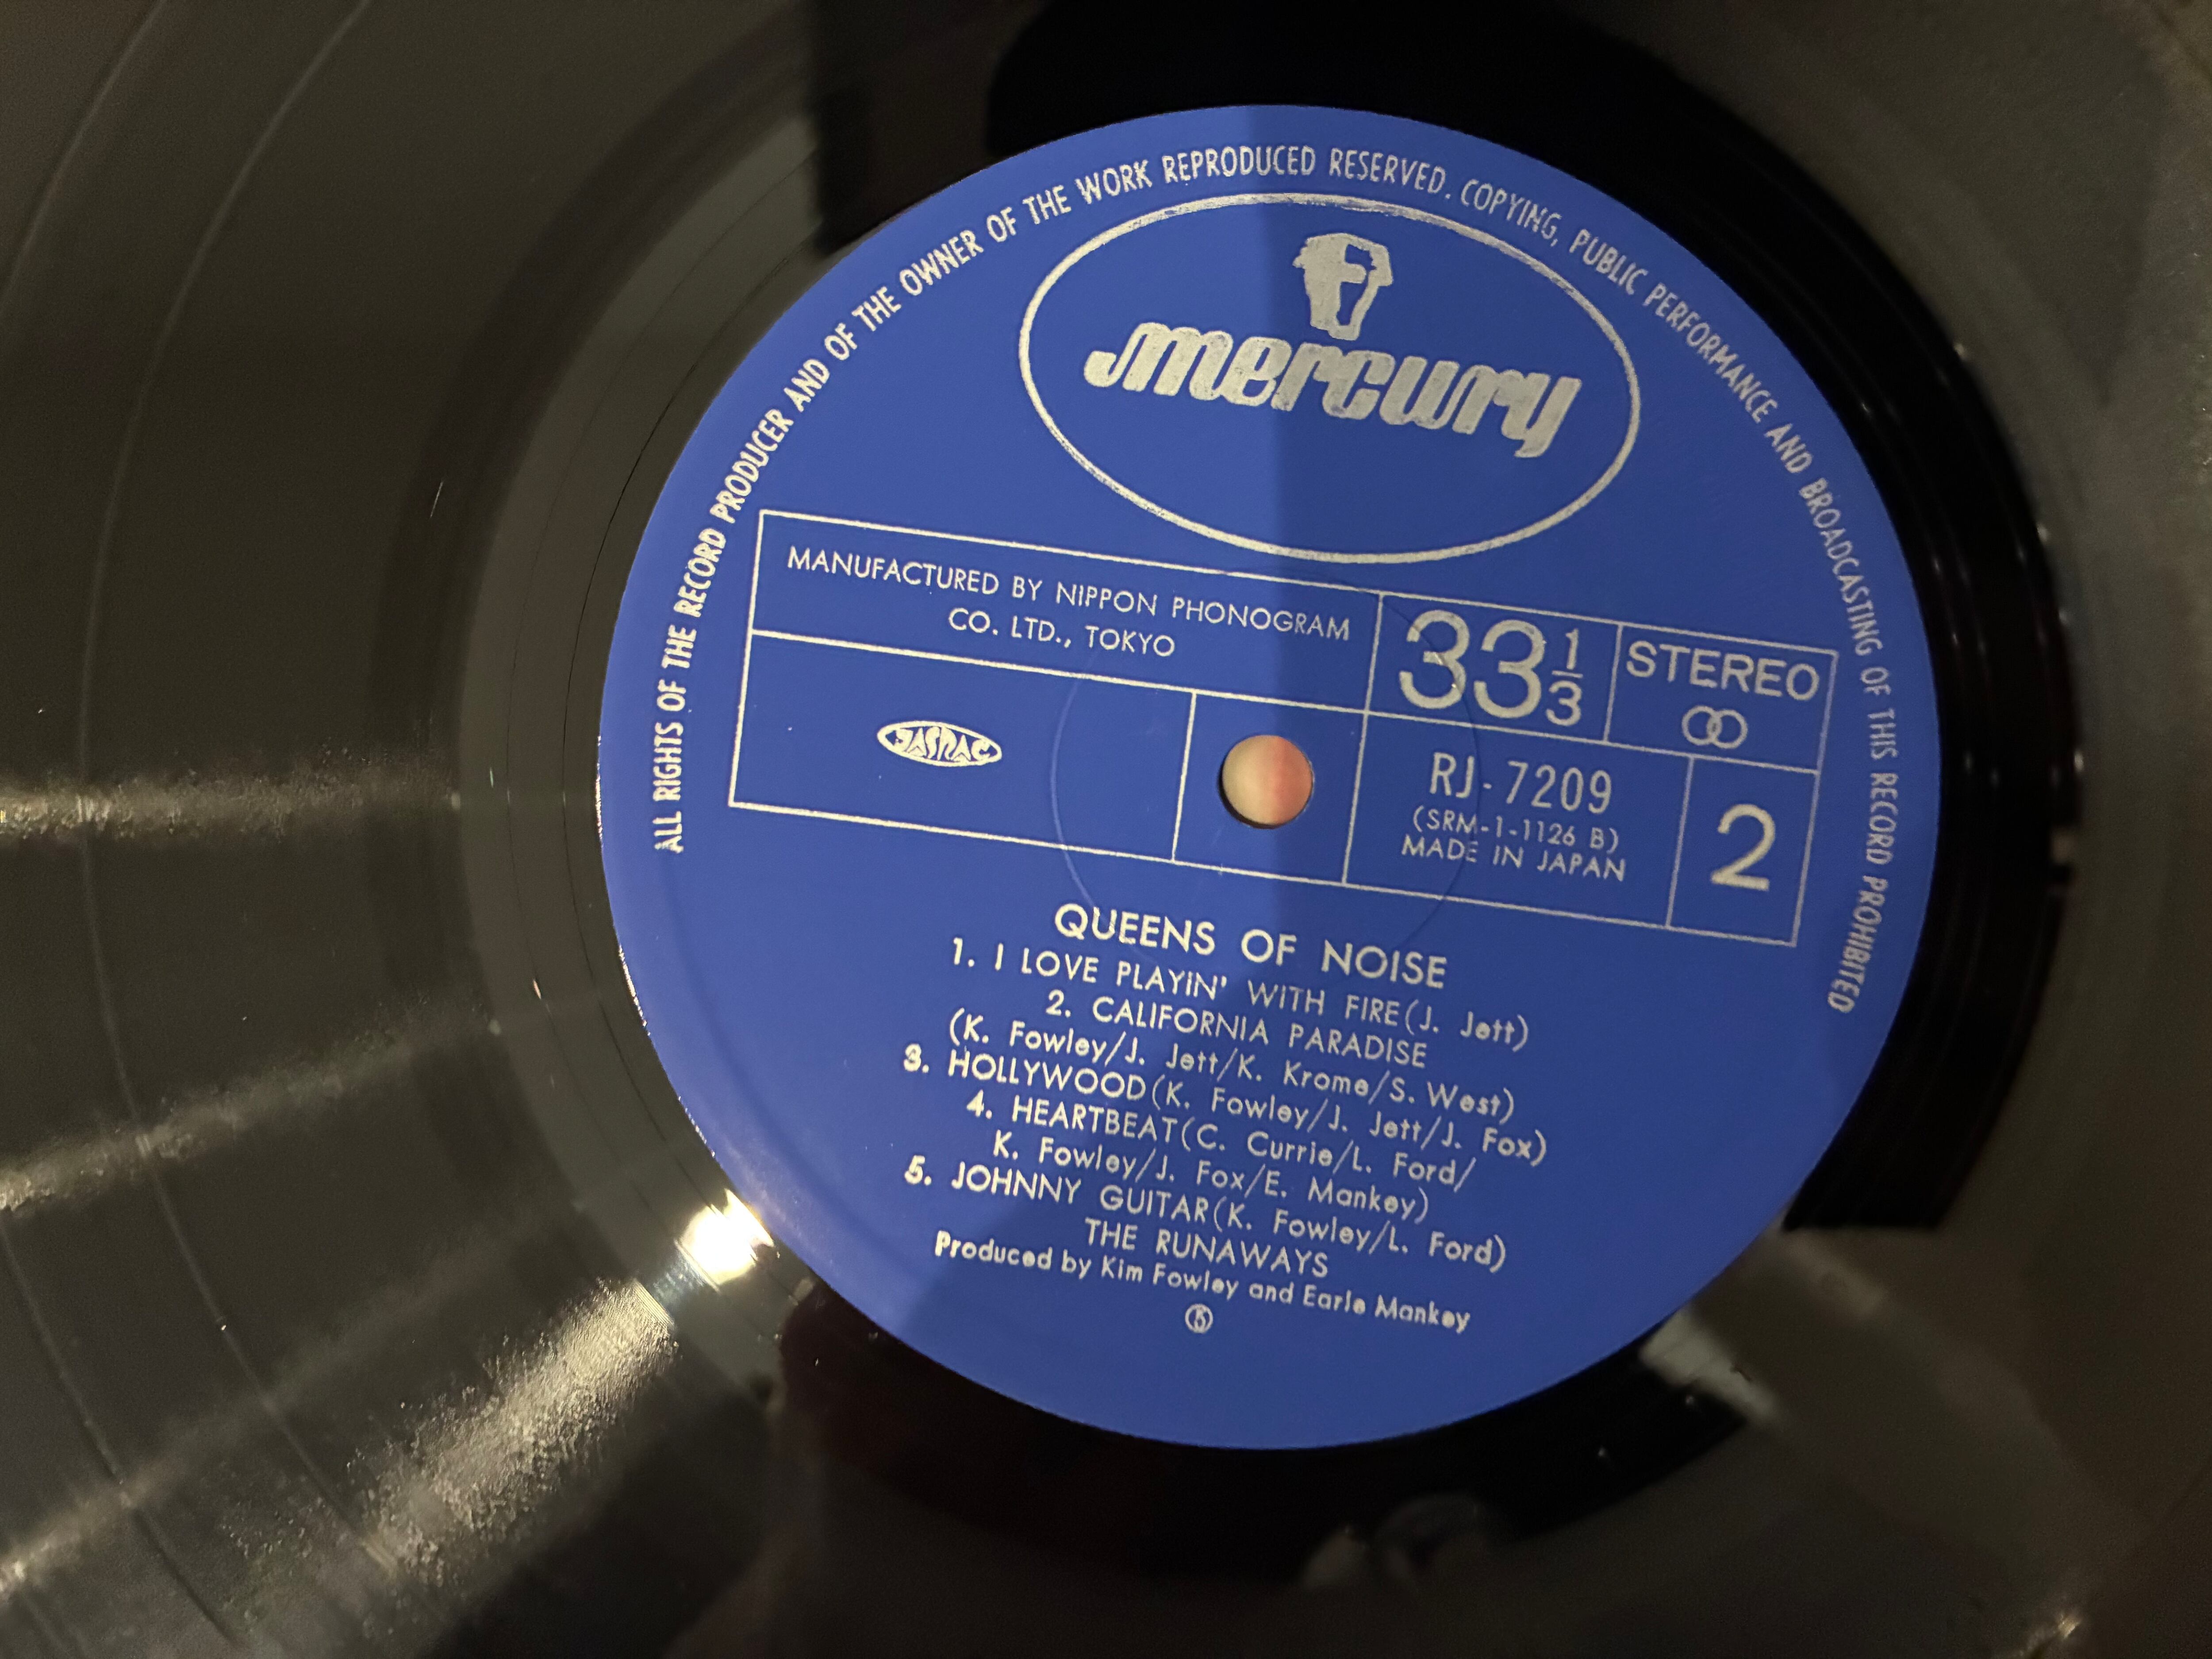 ALL RIGHTS OF THE RECORD PRODUCER AND OF THE OWNER OF THE WORK REPRODUCED RESERVED. COPYING, PUBLIC PERFORMANCE AND BROADCASTING OF THIS RECORD PROHIBITED
mercury
MANUFACTURED BY NIPPON PHONOGRAM
CO. LTD., TOKYO
33 1/3
STEREO
JASRAC
RJ-7209
(SRM-1-1126 B)
MADE IN JAPAN
2
QUEENS OF NOISE
1. I LOVE PLAYIN' WITH FIRE(J. Jett)
2. CALIFORNIA PARADISE
(K. Fowley/J. Jett/K. Krome/S. West)
3. HOLLYWOOD(K. Fowley/J. Jett/J. Fox)
4. HEARTBEAT(C. Currie/L. Ford/
K. Fowley/J. Fox/E. Mankey)
5. JOHNNY GUITAR(K. Fowley/L. Ford)
THE RUNAWAYS
Produced by Kim Fowley and Earle Mankey